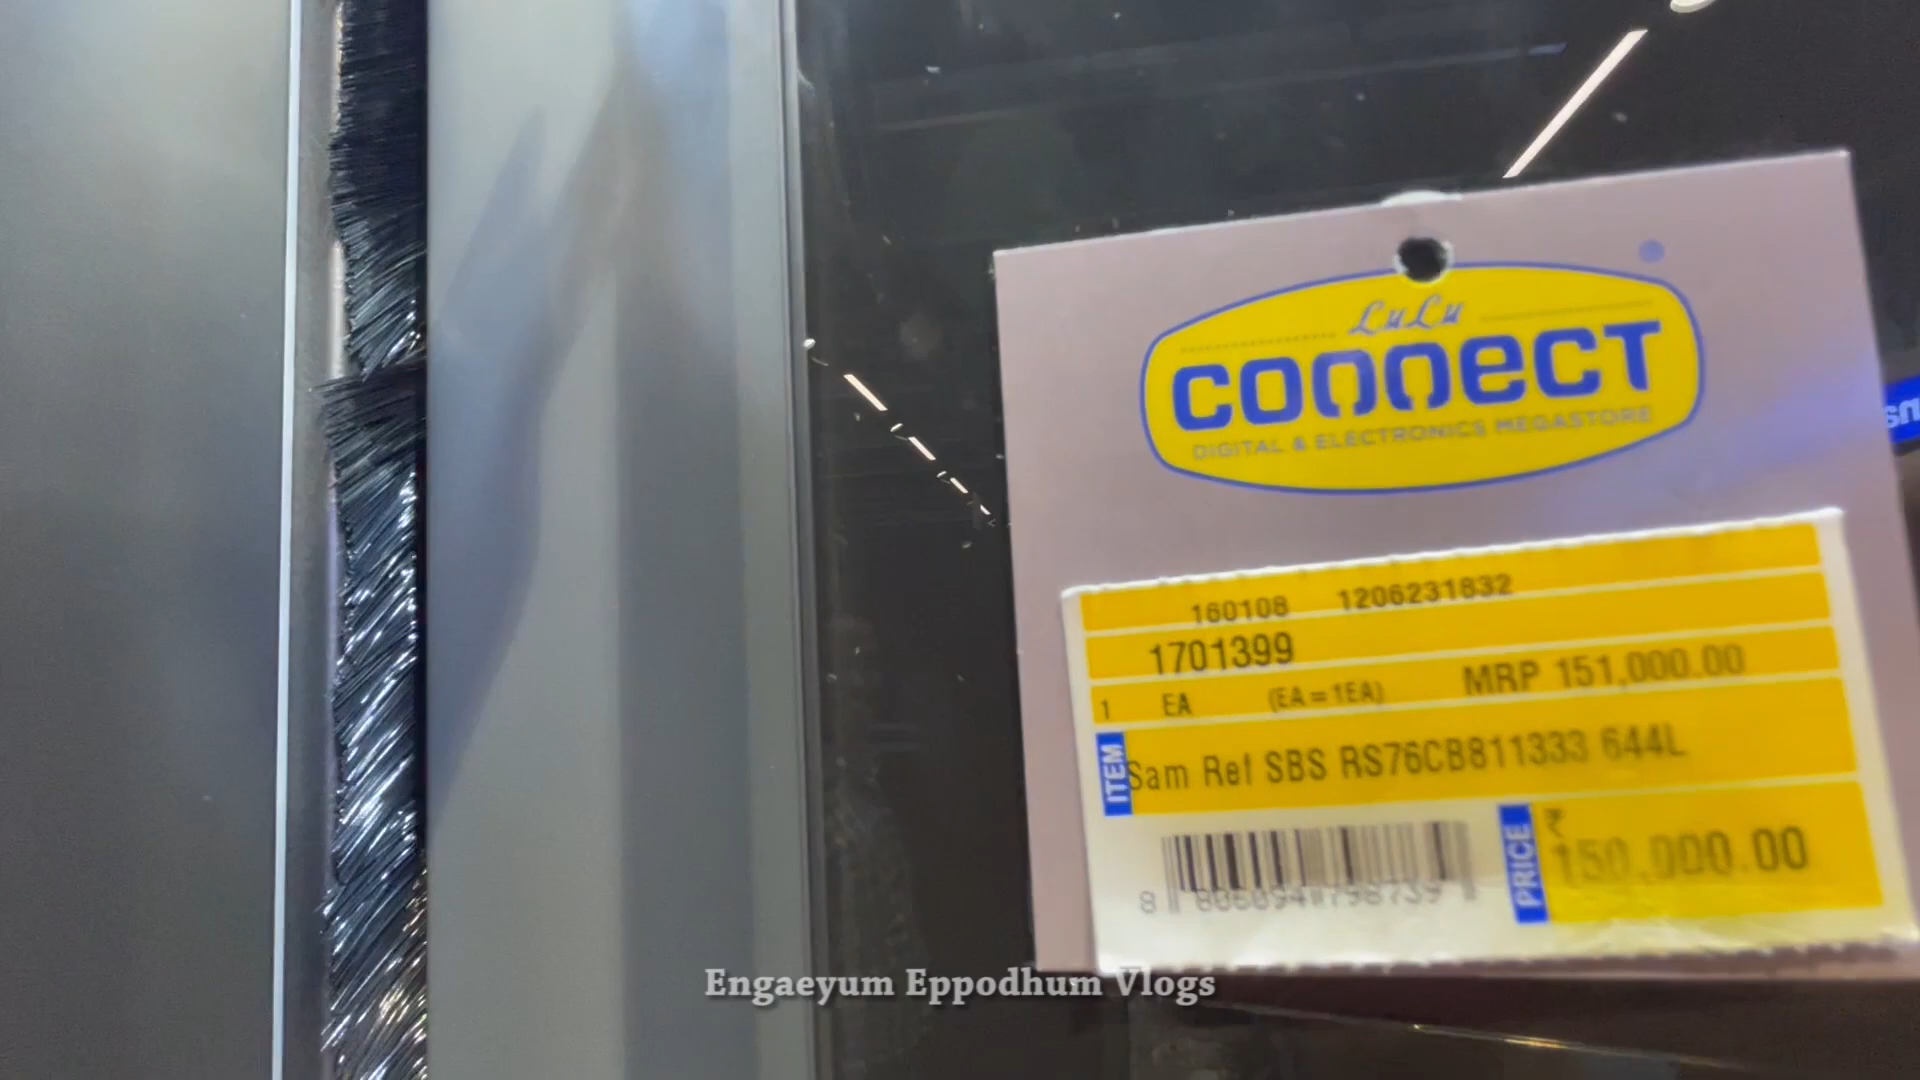 LuLu
connect
DIGITAL & ELECTRONICS MEGASTORE
160108 1206231832
1701399
1 EA (EA = 1EA) MRP 151,000.00
ITEM Sam Ref SBS RS76CB811333 644L
PRICE ₹ 150,000.00
Engaeyum Eppodhum Vlogs